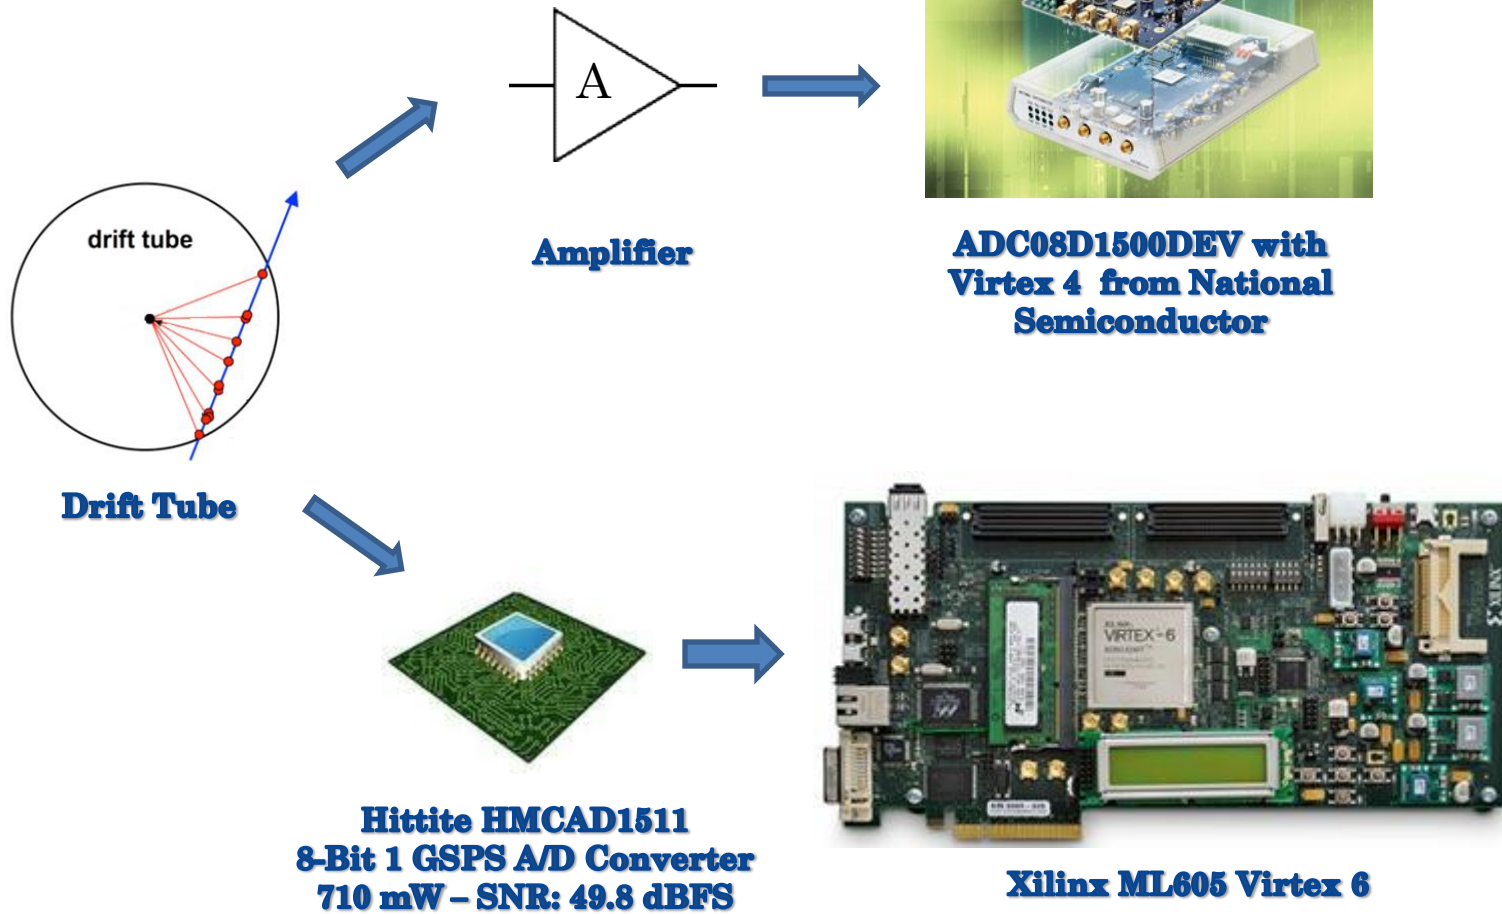 A
drift tube
Amplifier
ADC08D1500DEV with
Virtex 4 from National
Semiconductor
Drift Tube
XILINX
VIRTEX-6
Hittite HMCAD1511
8-Bit 1 GSPS A/D Converter
710 mW – SNR: 49.8 dBFS
Xilinx ML605 Virtex 6